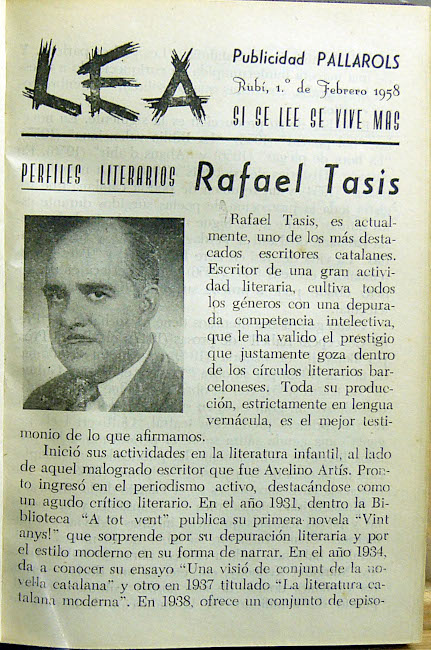 LEA
Publicidad PALLAROLS
Rubí, 1.º de Febrero 1958
SI SE LEE SE VIVE MAS
PERFILES LITERARIOS Rafael Tasis
Rafael Tasis, es actual-
mente, uno de los más desta-
cados escritores catalanes.
Escritor de una gran activi-
dad literaria, cultiva todos
los géneros con una depura-
da competencia intelectiva,
que le ha valido el prestigio
que justamente goza dentro
de los círculos literarios bar-
celoneses. Toda su produc-
ción, estrictamente en lengua
vernácula, es el mejor testi-
monio de lo que afirmamos.
Inició sus actividades en la literatura infantil, al lado
de aquel malogrado escritor que fue Avelino Artís. Pron-
to ingresó en el periodismo activo, destacándose como
un agudo crítico literario. En el año 1931, dentro la Bi-
blioteca "A tot vent" publica su primera novela "Vint
anys!" que sorprende por su depuración literaria y por
el estilo moderno en su forma de narrar. En el año 1934,
da a conocer su ensayo "Una visió de conjunt de la no-
vel·la catalana" y otro en 1937 titulado "La literatura ca-
talana moderna". En 1938, ofrece un conjunto de episo-